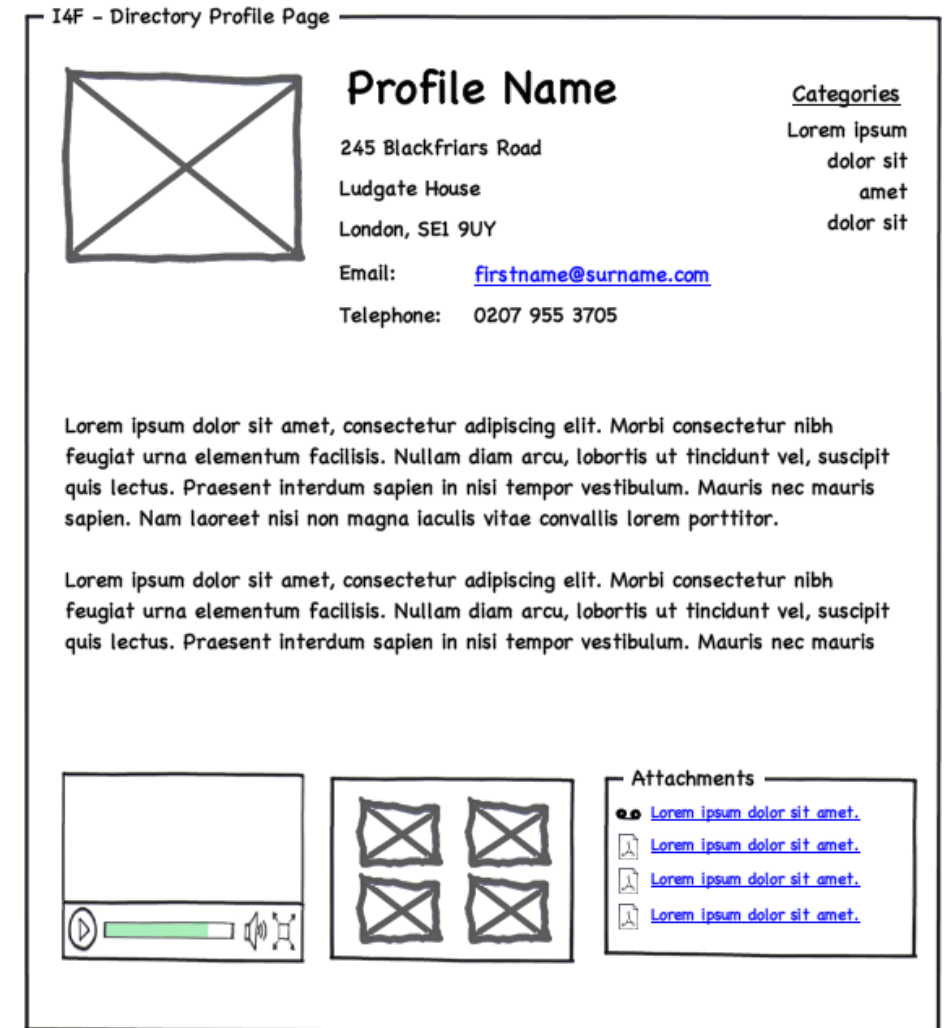 I4F - Directory Profile Page
Profile Name
245 Blackfriars Road
Ludgate House
London, SE1 9UY
Email: firstname@surname.com
Telephone: 0207 955 3705
Categories
Lorem ipsum
dolor sit
amet
dolor sit
Lorem ipsum dolor sit amet, consectetur adipiscing elit. Morbi consectetur nibh
feugiat urna elementum facilisis. Nullam diam arcu, lobortis ut tincidunt vel, suscipit
quis lectus. Praesent interdum sapien in nisi tempor vestibulum. Mauris nec mauris
sapien. Nam laoreet nisi non magna iaculis vitae convallis lorem porttitor.
Lorem ipsum dolor sit amet, consectetur adipiscing elit. Morbi consectetur nibh
feugiat urna elementum facilisis. Nullam diam arcu, lobortis ut tincidunt vel, suscipit
quis lectus. Praesent interdum sapien in nisi tempor vestibulum. Mauris nec mauris
Attachments
Lorem ipsum dolor sit amet.
Lorem ipsum dolor sit amet.
Lorem ipsum dolor sit amet.
Lorem ipsum dolor sit amet.